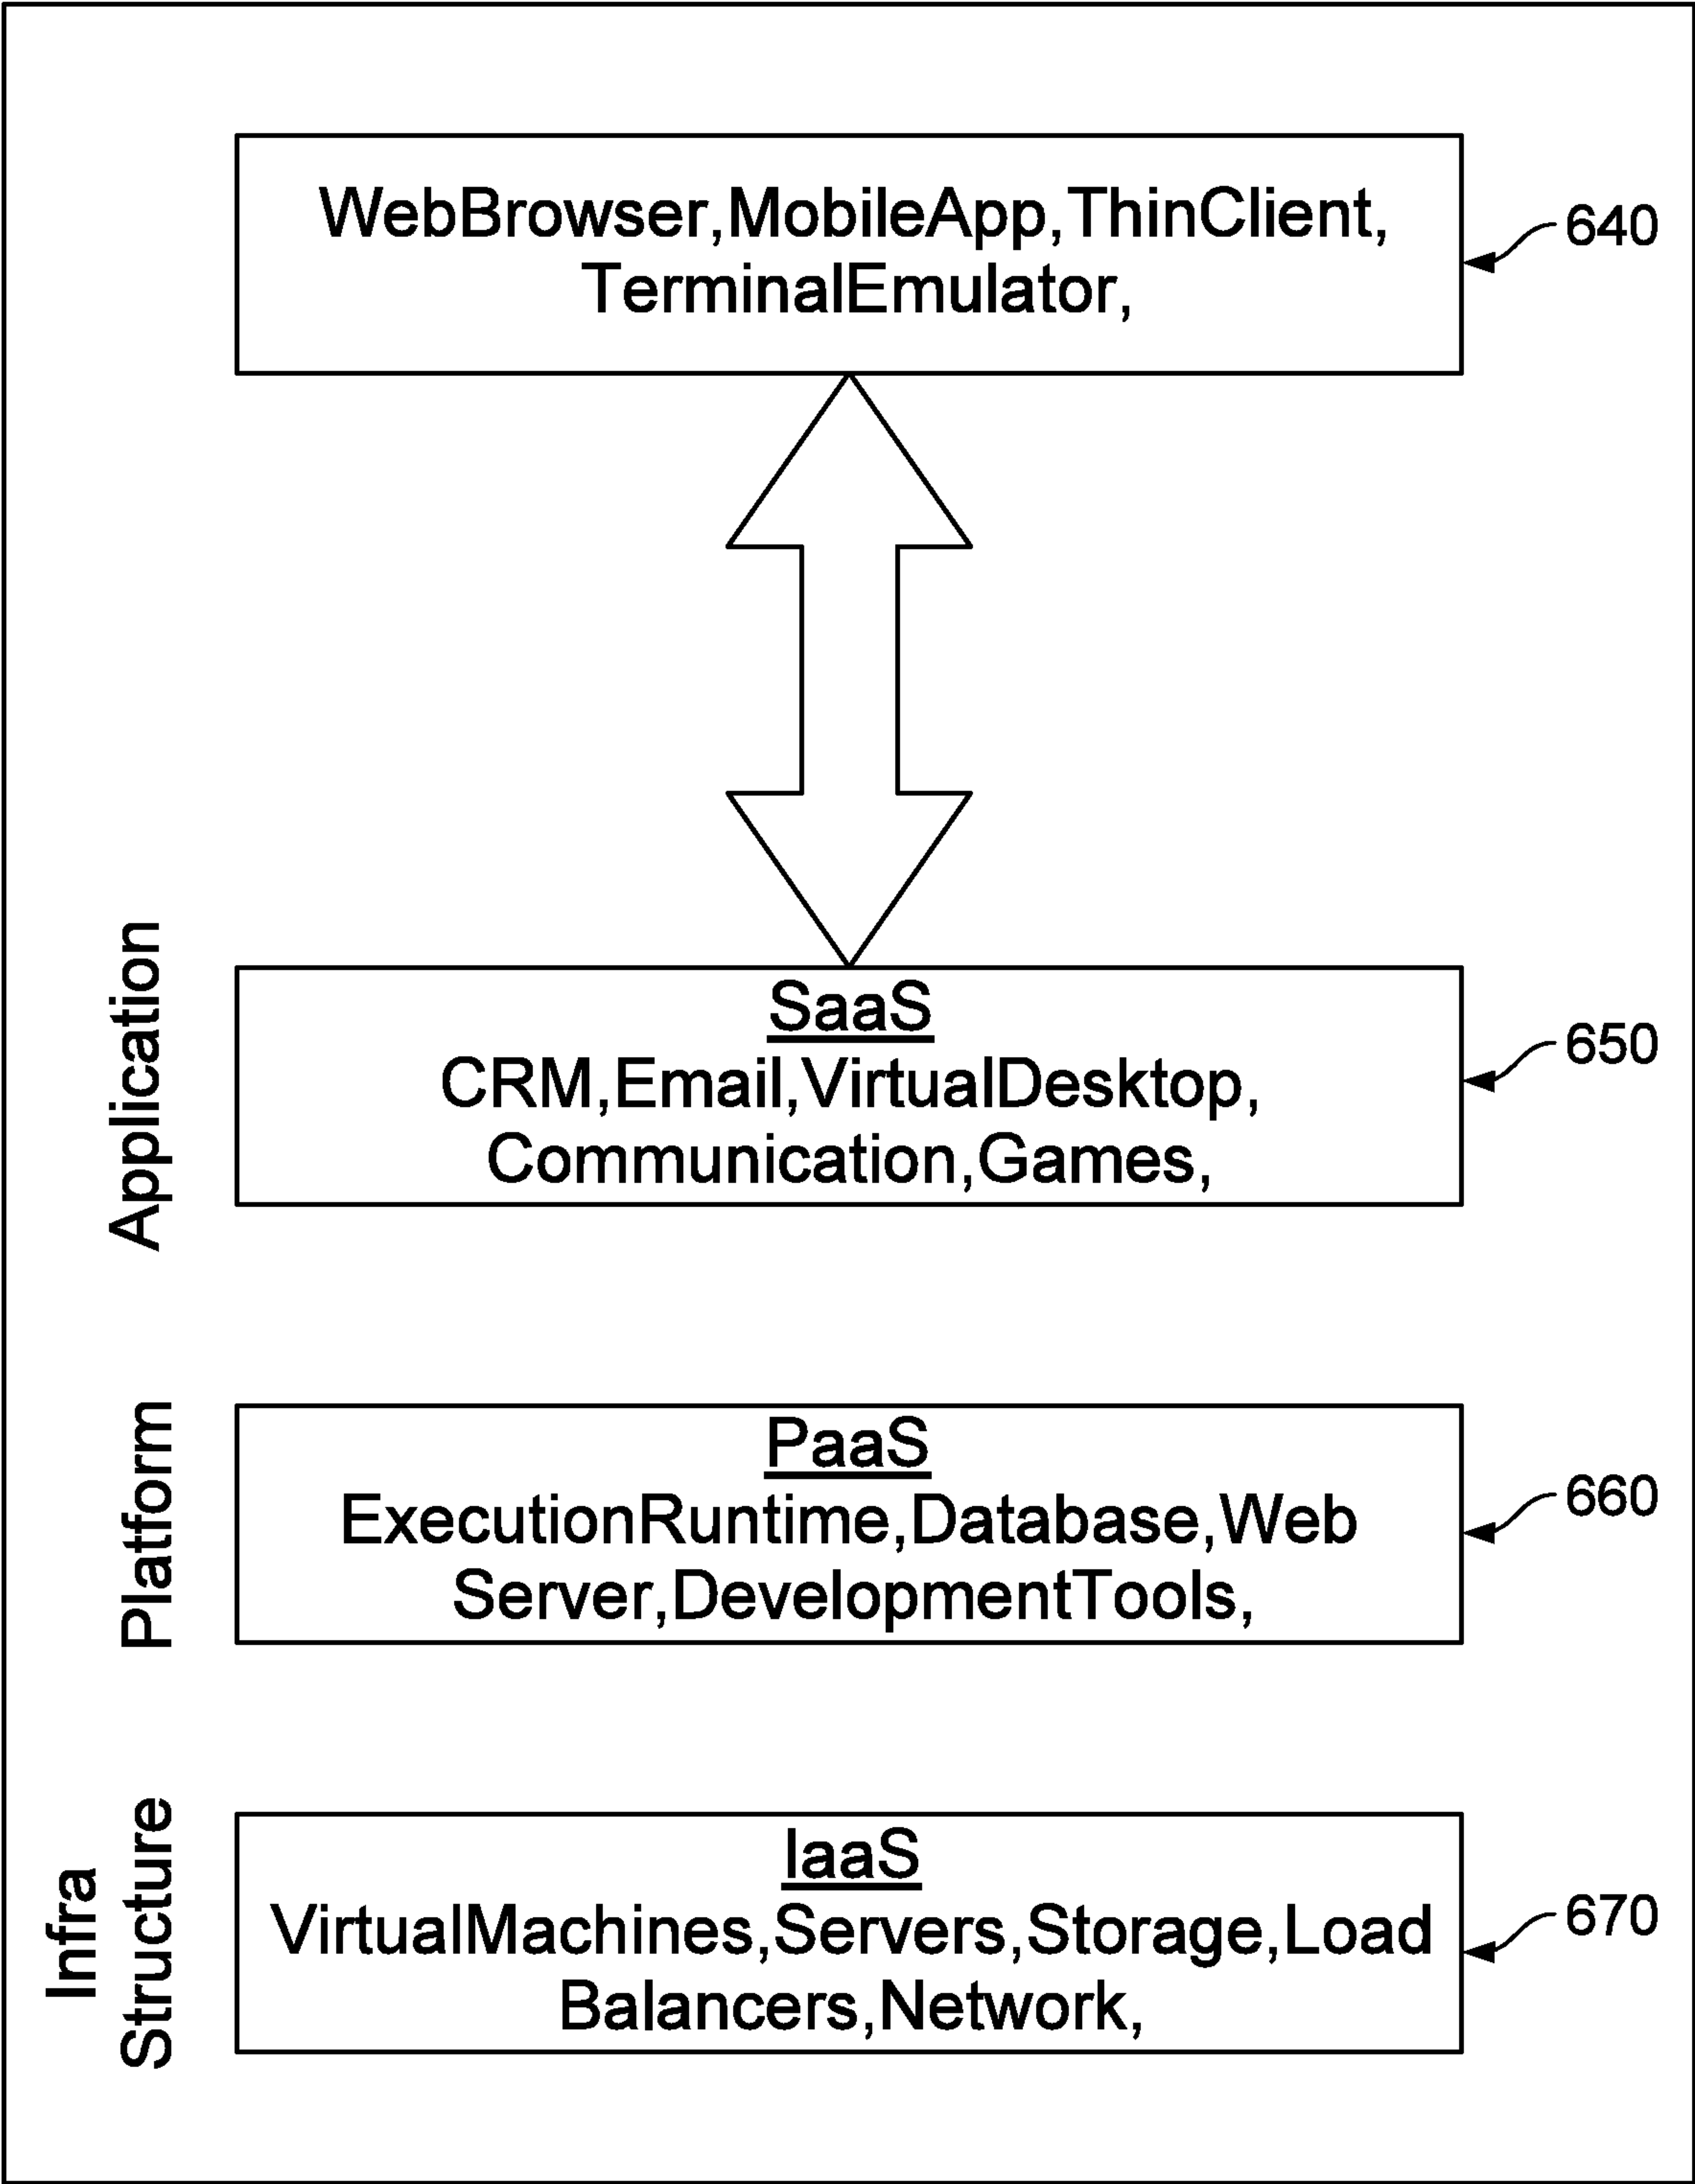 WebBrowser,MobileApp,ThinClient,
TerminalEmulator,
640
Application
SaaS
CRM,Email,VirtualDesktop,
Communication,Games,
650
Platform
PaaS
ExecutionRuntime,Database,Web
Server,DevelopmentTools,
660
Infra
Structure
IaaS
VirtualMachines,Servers,Storage,Load
Balancers,Network,
670